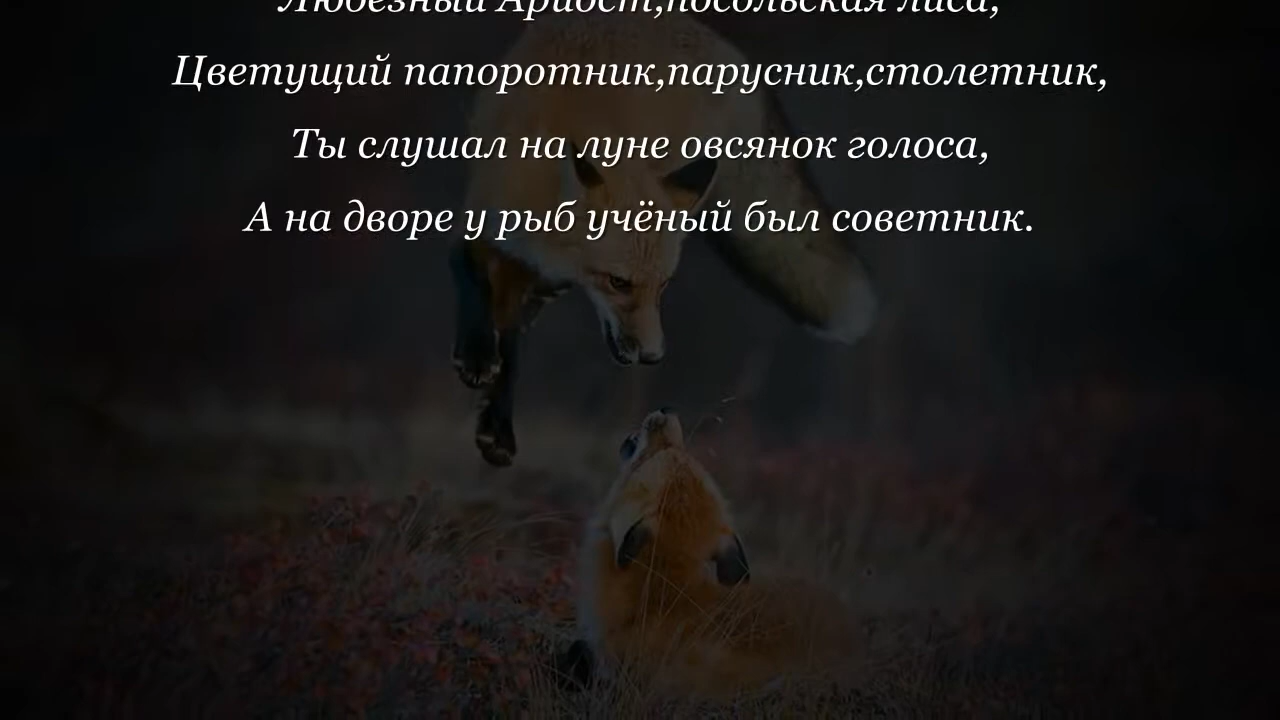 Любезный Ариост,посольская лиса,
Цветущий папоротник,парусник,столетник,
Ты слушал на луне овсянок голоса,
А на дворе у рыб учёный был советник.